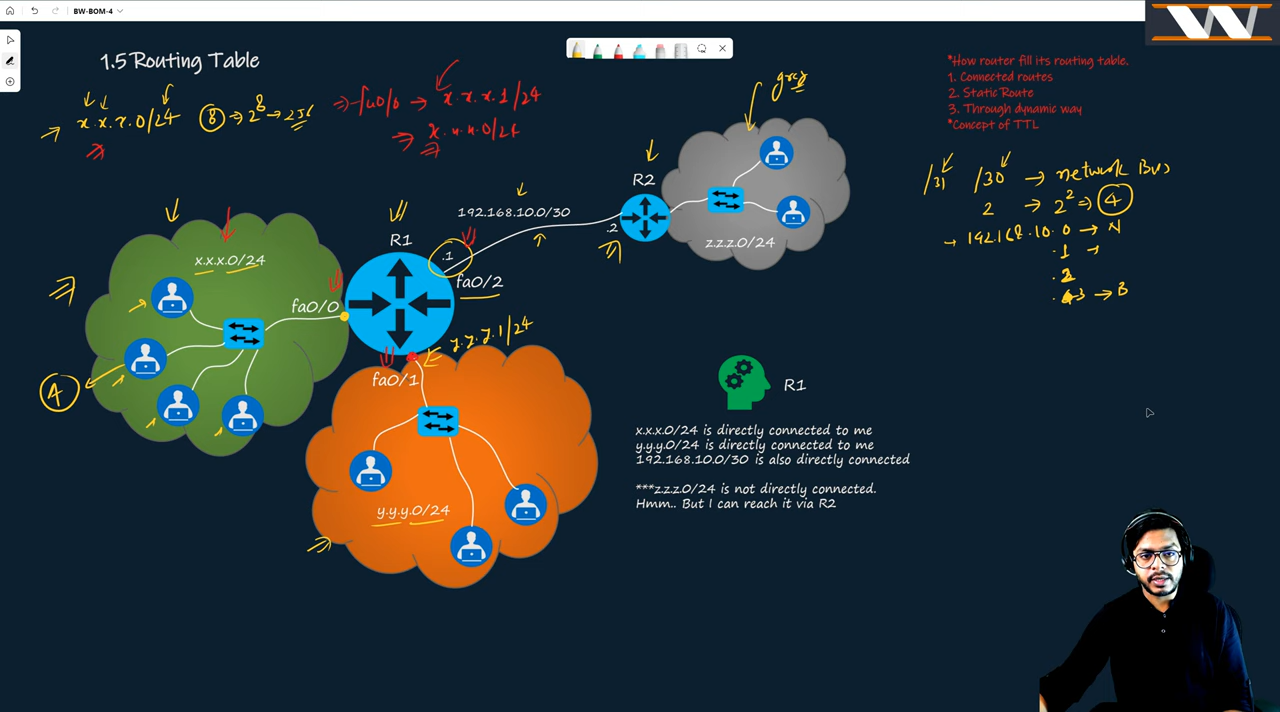 BW-BOM-4
W
1.5 Routing Table
x.x.x.0/24
8 → 2^8 → 256
⇒ fa0/0 → x.x.x.1/24
⇒ x.x.x.0/24
grey
*How router fill its routing table.
1. Connected routes
2. Static Route
3. Through dynamic way
*Concept of TTL
/31 /30 → network Bits
2 → 2^2 ⇒ 4
→ 192.168.10.0 → N
.1 →
.2
.3 → B
R2
.2
z.z.z.0/24
192.168.10.0/30
R1
.1
fa0/2
x.x.x.0/24
fa0/0
4
y.y.y.1/24
fa0/1
y.y.y.0/24
R1
x.x.x.0/24 is directly connected to me
y.y.y.0/24 is directly connected to me
192.168.10.0/30 is also directly connected
***z.z.z.0/24 is not directly connected.
Hmm.. But I can reach it via R2